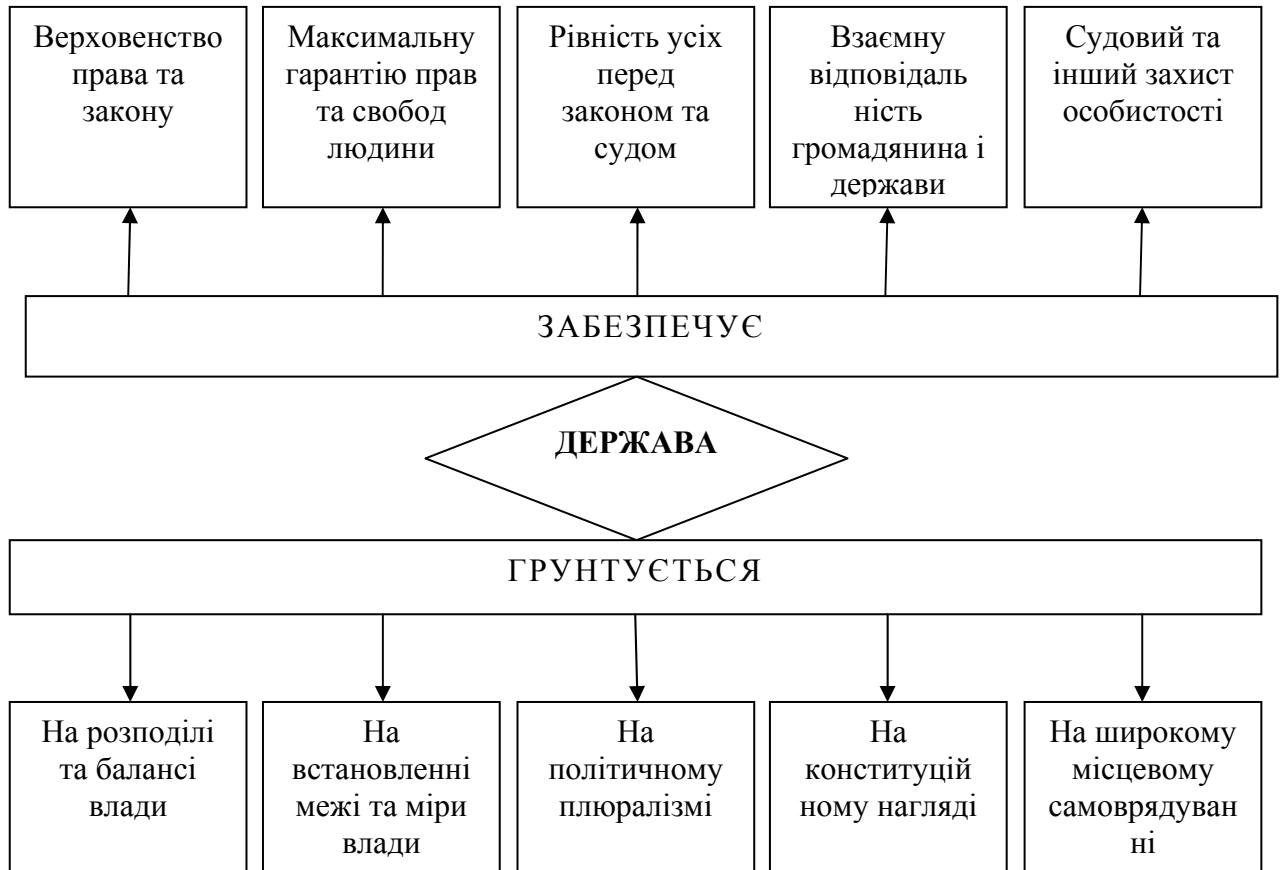 Верховенство
права та
закону
Максимальну
гарантію прав
та свобод
людини
Рівність усіх
перед
законом та
судом
Взаємну
відповідаль
ність
громадянина і
держави
Судовий та
інший захист
особистості
ЗАБЕЗПЕЧУЄ
ДЕРЖАВА
ГРУНТУЄТЬСЯ
На розподілі
та балансі
влади
На
встановленні
межі та міри
влади
На
політичному
плюралізмі
На
конституцій
ному нагляді
На широкому
місцевому
самоврядуван
ні